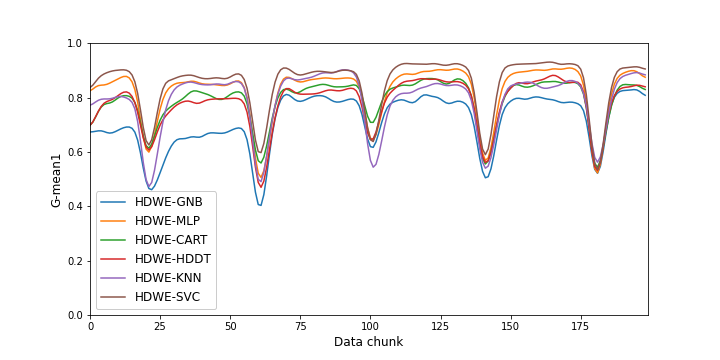 1.0
0.8
0.6
0.4
0.2
0.0
G-mean1
HDWE-GNB
HDWE-MLP
HDWE-CART
HDWE-HDDT
HDWE-KNN
HDWE-SVC
0 25 50 75 100 125 150 175
Data chunk